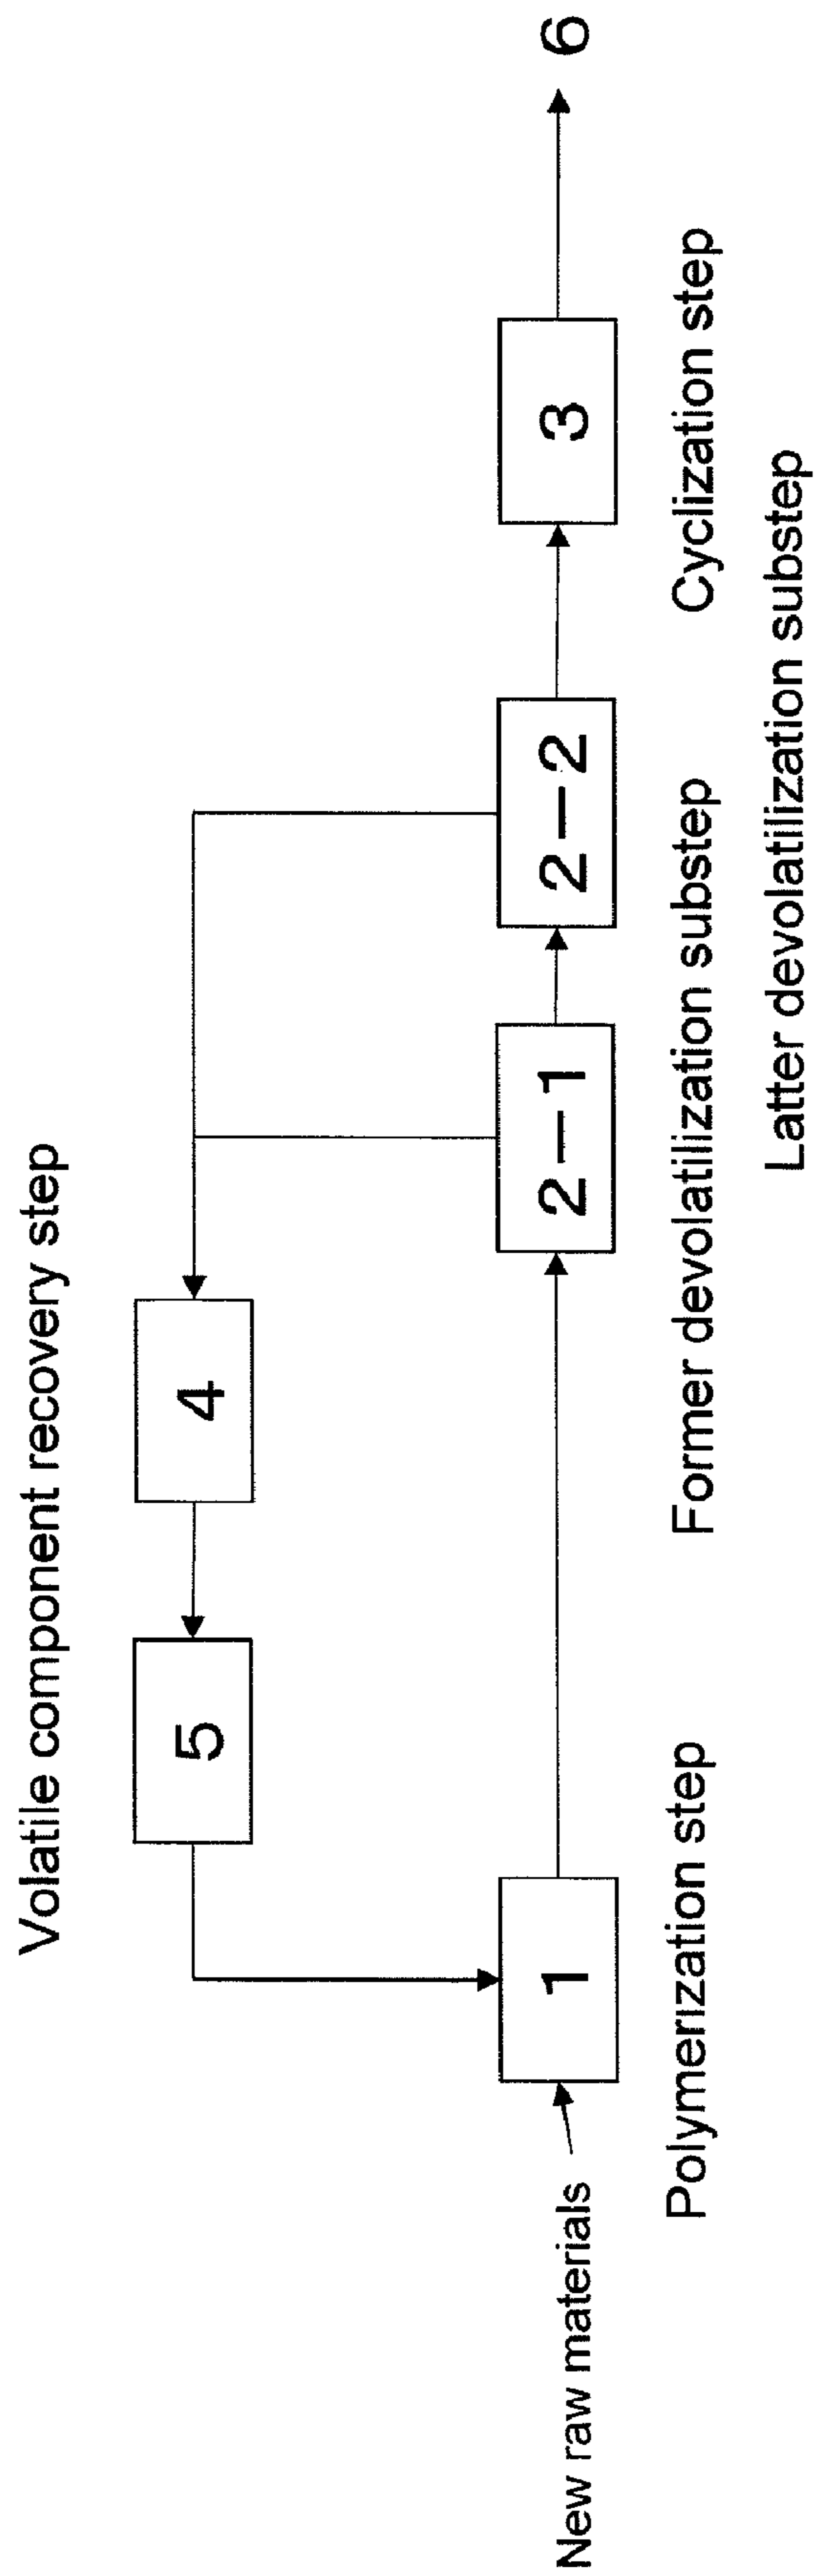 Volatile component recovery step
5
4
New raw materials
1
2-1
2-2
3
6
Polymerization step
Former devolatilization substep
Cyclization step
Latter devolatilization substep